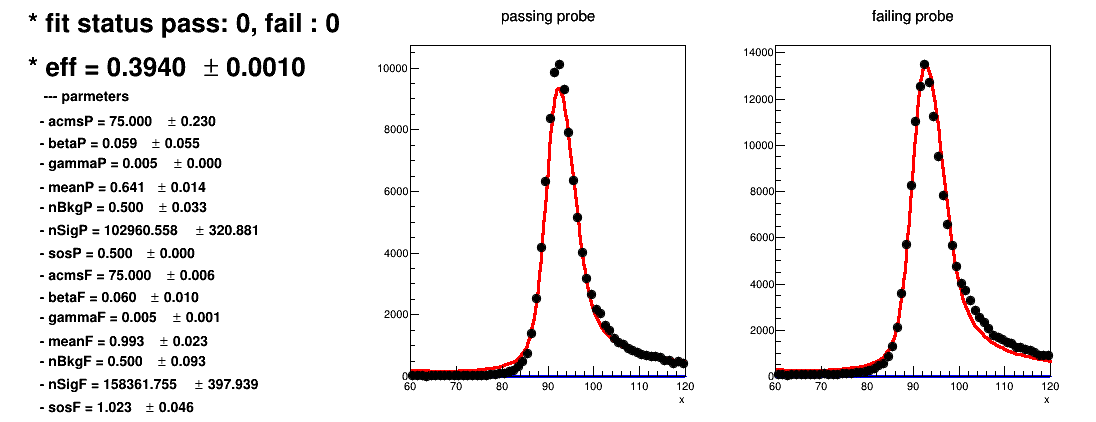 * fit status pass: 0, fail : 0
* eff = 0.3940 ± 0.0010
--- parmeters
- acmsP = 75.000 ± 0.230
- betaP = 0.059 ± 0.055
- gammaP = 0.005 ± 0.000
- meanP = 0.641 ± 0.014
- nBkgP = 0.500 ± 0.033
- nSigP = 102960.558 ± 320.881
- sosP = 0.500 ± 0.000
- acmsF = 75.000 ± 0.006
- betaF = 0.060 ± 0.010
- gammaF = 0.005 ± 0.001
- meanF = 0.993 ± 0.023
- nBkgF = 0.500 ± 0.093
- nSigF = 158361.755 ± 397.939
- sosF = 1.023 ± 0.046
passing probe
10000
8000
6000
4000
2000
0
60 70 80 90 100 110 120
x
failing probe
14000
12000
10000
8000
6000
4000
2000
0
60 70 80 90 100 110 120
x